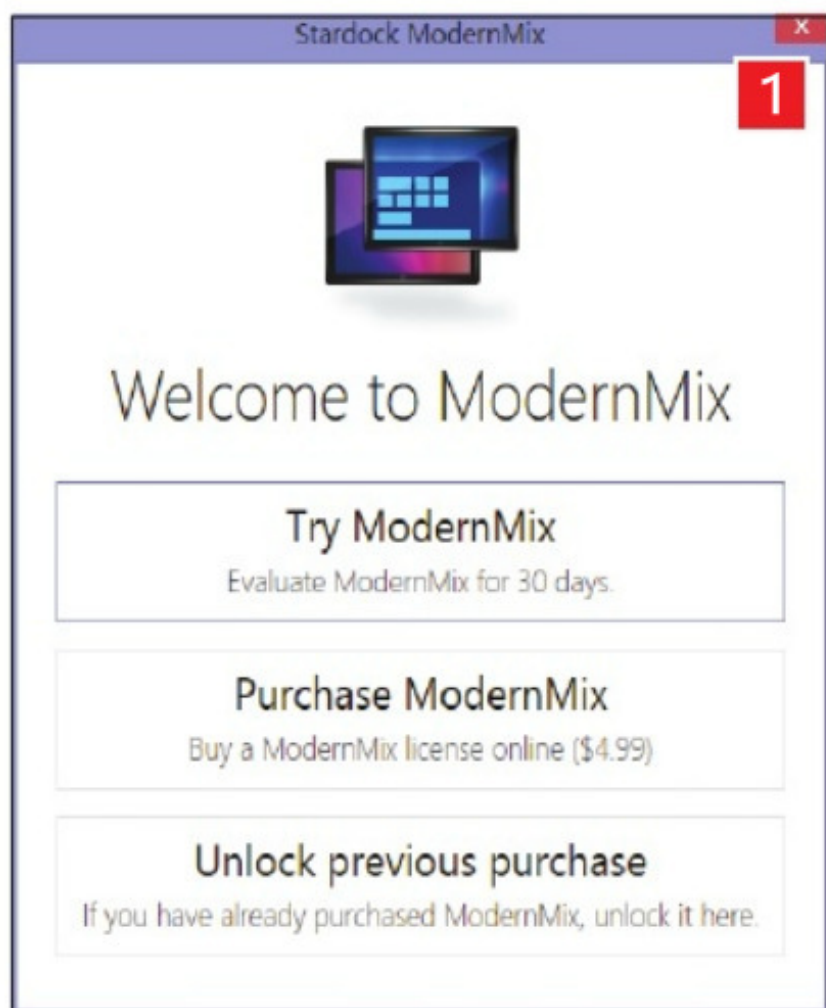 Stardock ModernMix
x
1
Welcome to ModernMix
Try ModernMix
Evaluate ModernMix for 30 days.
Purchase ModernMix
Buy a ModernMix license online ($4.99)
Unlock previous purchase
If you have already purchased ModernMix, unlock it here.